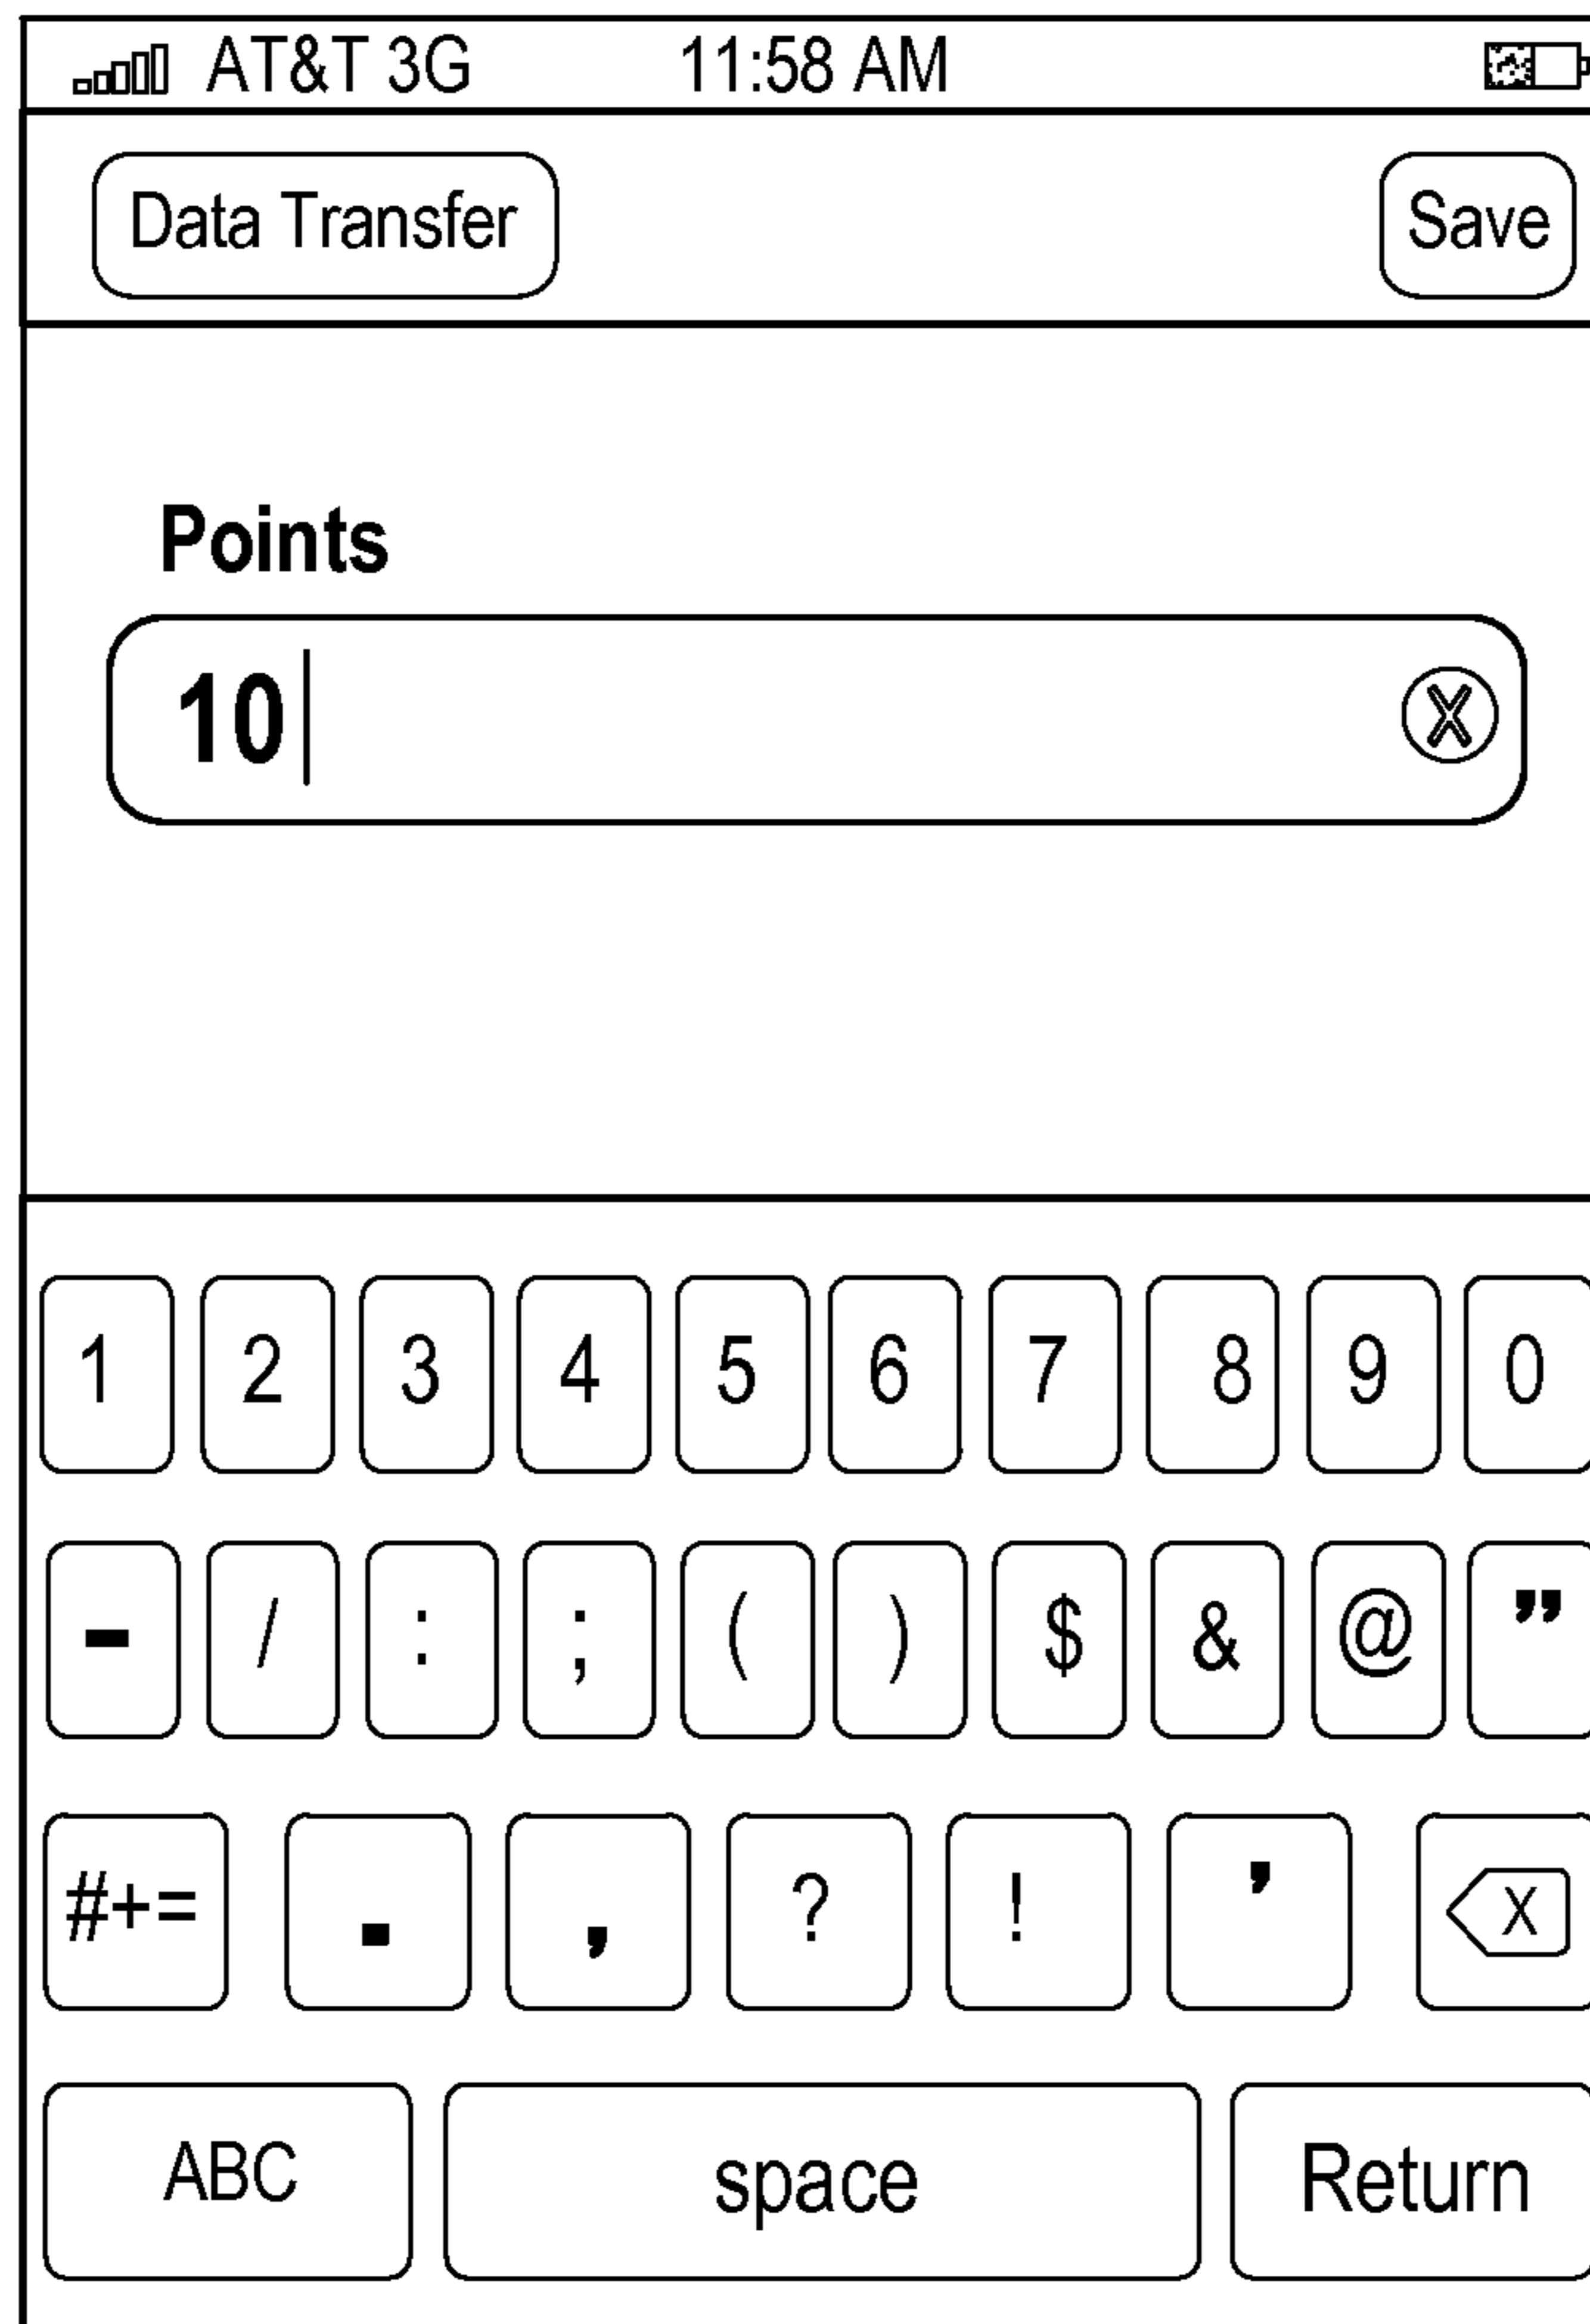 AT&T 3G 11:58 AM
Data Transfer Save
Points
10
1 2 3 4 5 6 7 8 9 0
- / : ; ( ) $ & @ ”
#+= . , ? ! ’ X
ABC space Return